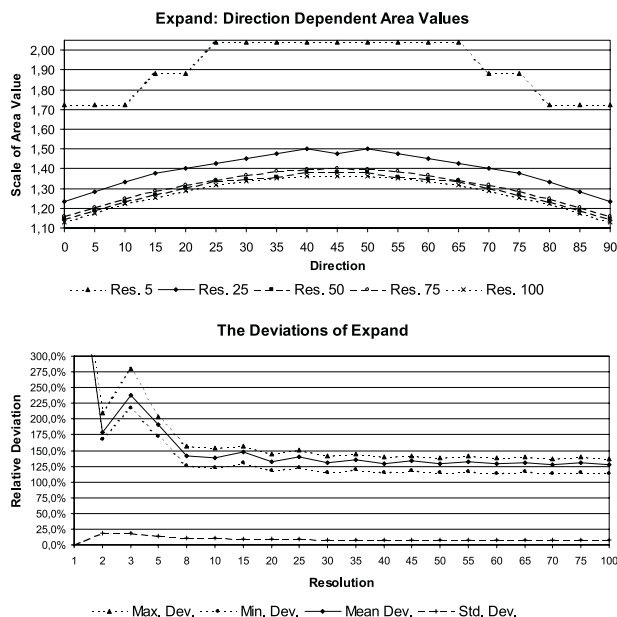 Expand: Direction Dependent Area Values
Scale of Area Value
2,00
1,90
1,80
1,70
1,60
1,50
1,40
1,30
1,20
1,10
0 5 10 15 20 25 30 35 40 45 50 55 60 65 70 75 80 85 90
Direction
Res. 5 Res. 25 Res. 50 Res. 75 Res. 100
The Deviations of Expand
Relative Deviation
300,0%
275,0%
250,0%
225,0%
200,0%
175,0%
150,0%
125,0%
100,0%
75,0%
50,0%
25,0%
0,0%
1 2 3 5 8 10 15 20 25 30 35 40 45 50 55 60 65 70 75 80 85 90 95 100
Resolution
Max. Dev. Min. Dev. Mean Dev. Std. Dev.